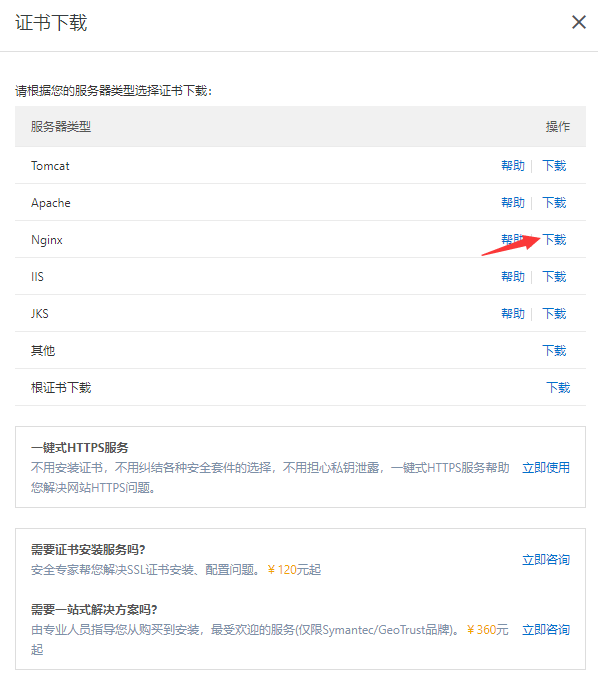 证书下载
请根据您的服务器类型选择证书下载：
服务器类型 操作
Tomcat 帮助 下载
Apache 帮助 下载
Nginx 帮助 下载
IIS 帮助 下载
JKS 帮助 下载
其他 下载
根证书下载 下载
一键式HTTPS服务
不用安装证书，不用纠结各种安全套件的选择，不用担心私钥泄露，一键式HTTPS服务帮助 立即使用
您解决网站HTTPS问题。
需要证书安装服务吗?
安全专家帮您解决SSL证书安装、配置问题。￥120元起 立即咨询
需要一站式解决方案吗?
由专业人员指导您从购买到安装，最受欢迎的服务(仅限Symantec/GeoTrust品牌)。￥360元 立即咨询
起